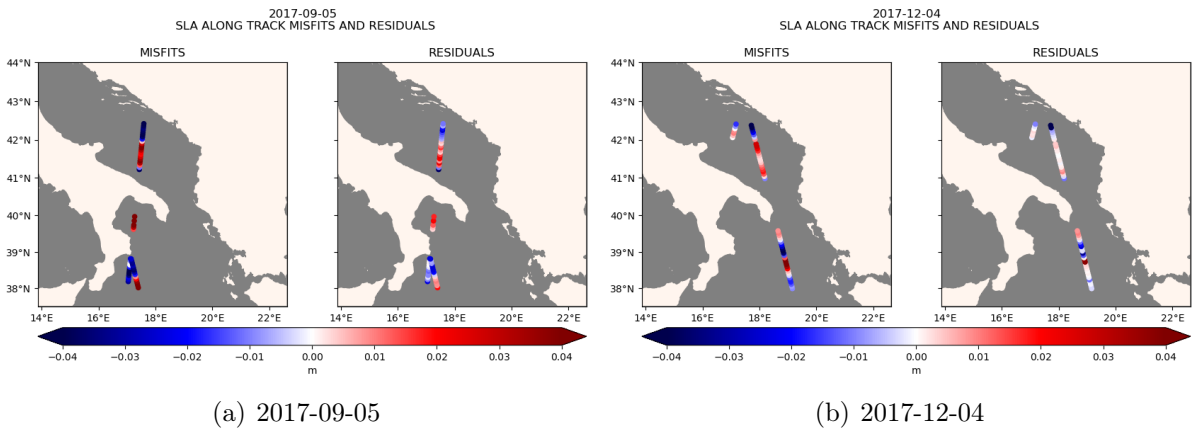 2017-09-05
SLA ALONG TRACK MISFITS AND RESIDUALS
MISFITS
RESIDUALS
44°N
43°N
42°N
41°N
40°N
39°N
38°N
14°E 16°E 18°E 20°E 22°E
14°E 16°E 18°E 20°E 22°E
−0.04 −0.03 −0.02 −0.01 0.00 0.01 0.02 0.03 0.04
m
(a) 2017-09-05
2017-12-04
SLA ALONG TRACK MISFITS AND RESIDUALS
MISFITS
RESIDUALS
44°N
43°N
42°N
41°N
40°N
39°N
38°N
14°E 16°E 18°E 20°E 22°E
14°E 16°E 18°E 20°E 22°E
−0.04 −0.03 −0.02 −0.01 0.00 0.01 0.02 0.03 0.04
m
(b) 2017-12-04